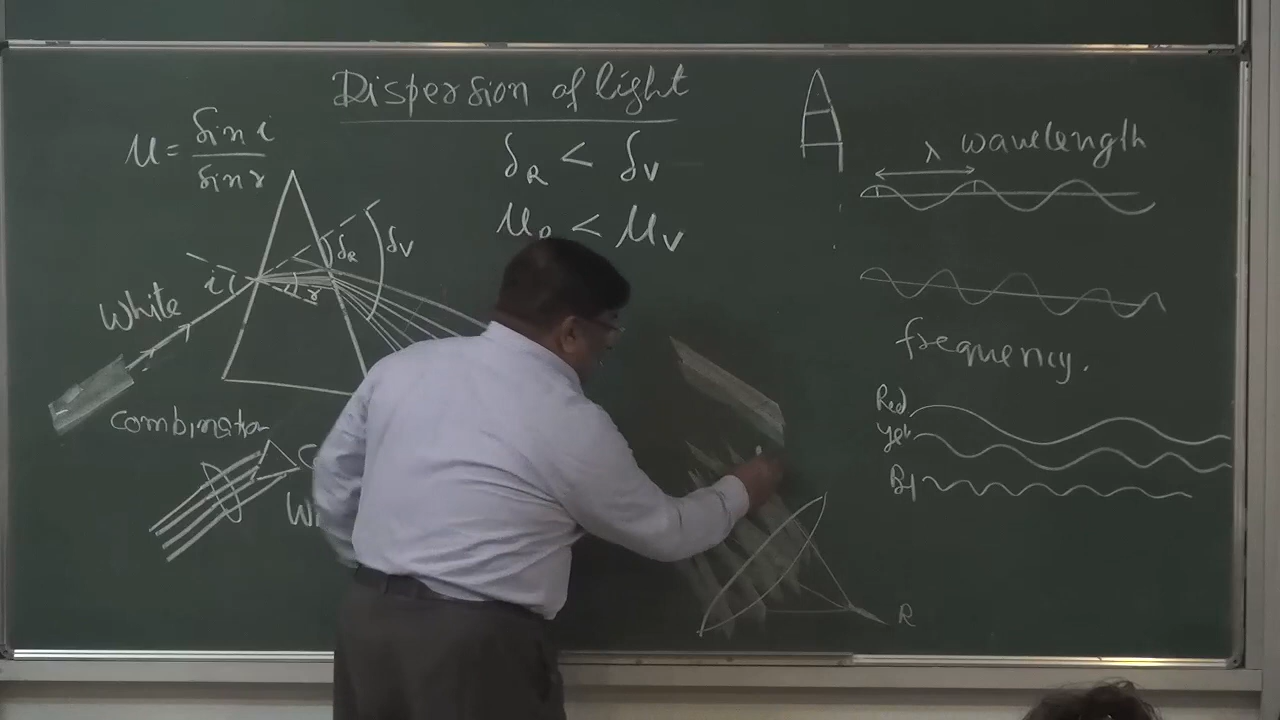 Dispersion of light
μ = sin i / sin r
δR < δV
μR < μV
λ wavelength
δR
δV
i
r
White
frequency.
Red
Yel
Bl
combination
R